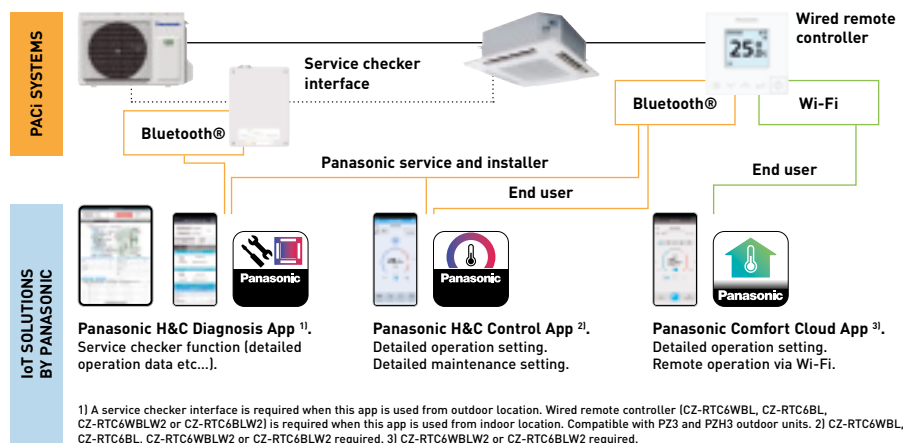 PACi SYSTEMS
Wired remote
controller
25.
Service checker
interface
Bluetooth®
Bluetooth®
Wi-Fi
Panasonic service and installer
End user
End user
IoT SOLUTIONS
BY PANASONIC
Panasonic
Panasonic
Panasonic
Panasonic H&C Diagnosis App 1).
Service checker function (detailed
operation data etc...).
Panasonic H&C Control App 2).
Detailed operation setting.
Detailed maintenance setting.
Panasonic Comfort Cloud App 3).
Detailed operation setting.
Remote operation via Wi-Fi.
1) A service checker interface is required when this app is used from outdoor location. Wired remote controller (CZ-RTC6WBL, CZ-RTC6BL,
CZ-RTC6WBLW2 or CZ-RTC6BLW2) is required when this app is used from indoor location. Compatible with PZ3 and PZH3 outdoor units. 2) CZ-RTC6WBL,
CZ-RTC6BL, CZ-RTC6WBLW2 or CZ-RTC6BLW2 required. 3) CZ-RTC6WBLW2 or CZ-RTC6BLW2 required.